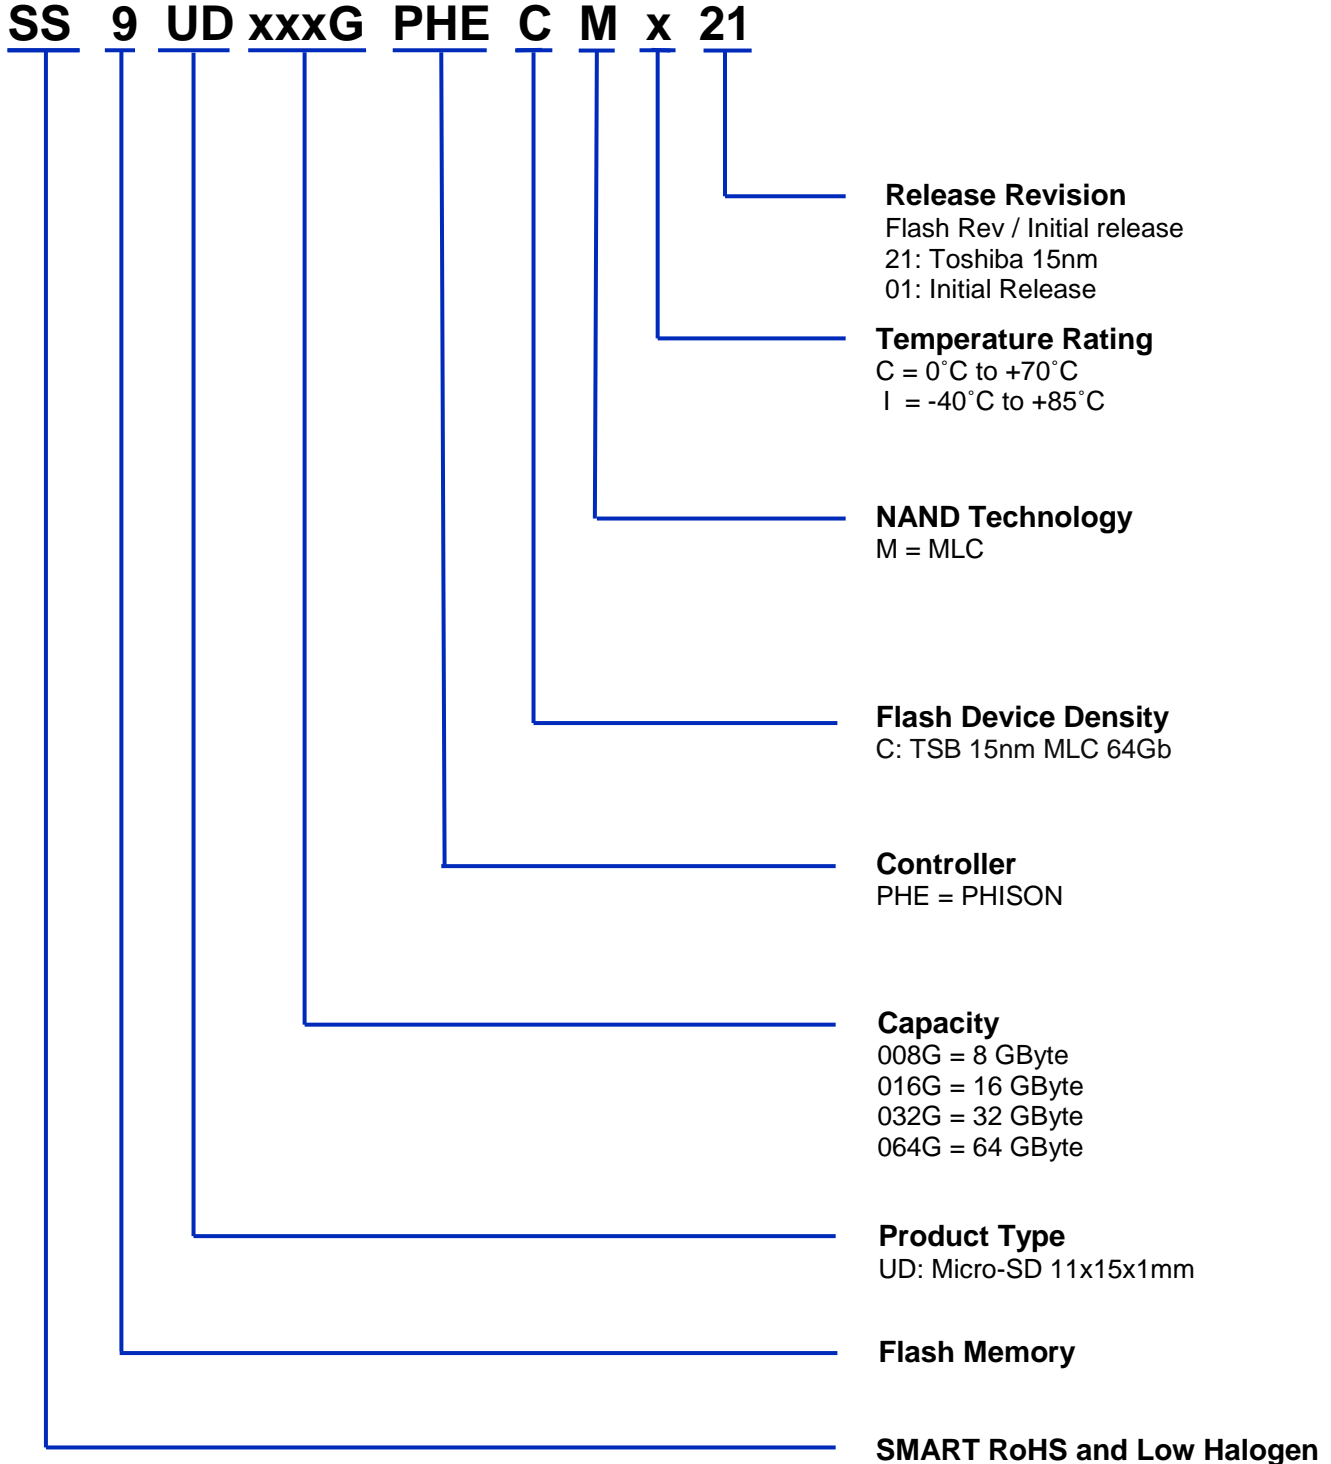 SS 9 UD xxxG PHE C M x 21
Release Revision
Flash Rev / Initial release
21: Toshiba 15nm
01: Initial Release
Temperature Rating
C = 0˚C to +70˚C
I = -40˚C to +85˚C
NAND Technology
M = MLC
Flash Device Density
C: TSB 15nm MLC 64Gb
Controller
PHE = PHISON
Capacity
008G = 8 GByte
016G = 16 GByte
032G = 32 GByte
064G = 64 GByte
Product Type
UD: Micro-SD 11x15x1mm
Flash Memory
SMART RoHS and Low Halogen